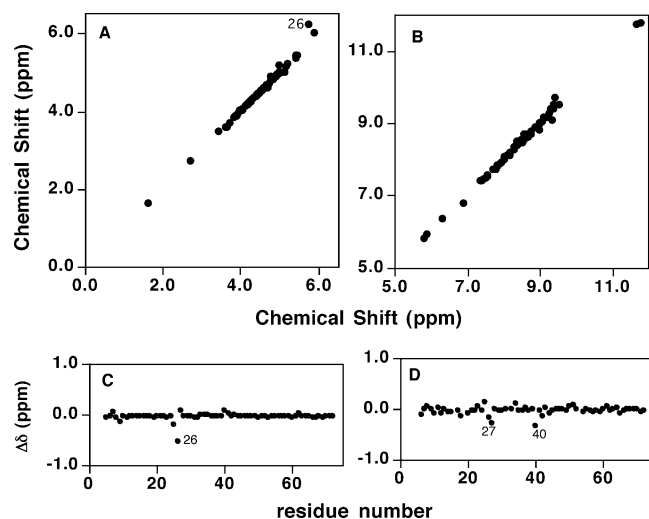 A
26
B
6.0
4.0
2.0
0.0
0.0 2.0 4.0 6.0
11.0
9.0
7.0
5.0
5.0 7.0 9.0 11.0
Chemical Shift (ppm)
Chemical Shift (ppm)
C
1.0
0.0
-1.0
26
0 20 40 60
D
1.0
0.0
-1.0
27
40
0 20 40 60
Δδ (ppm)
residue number